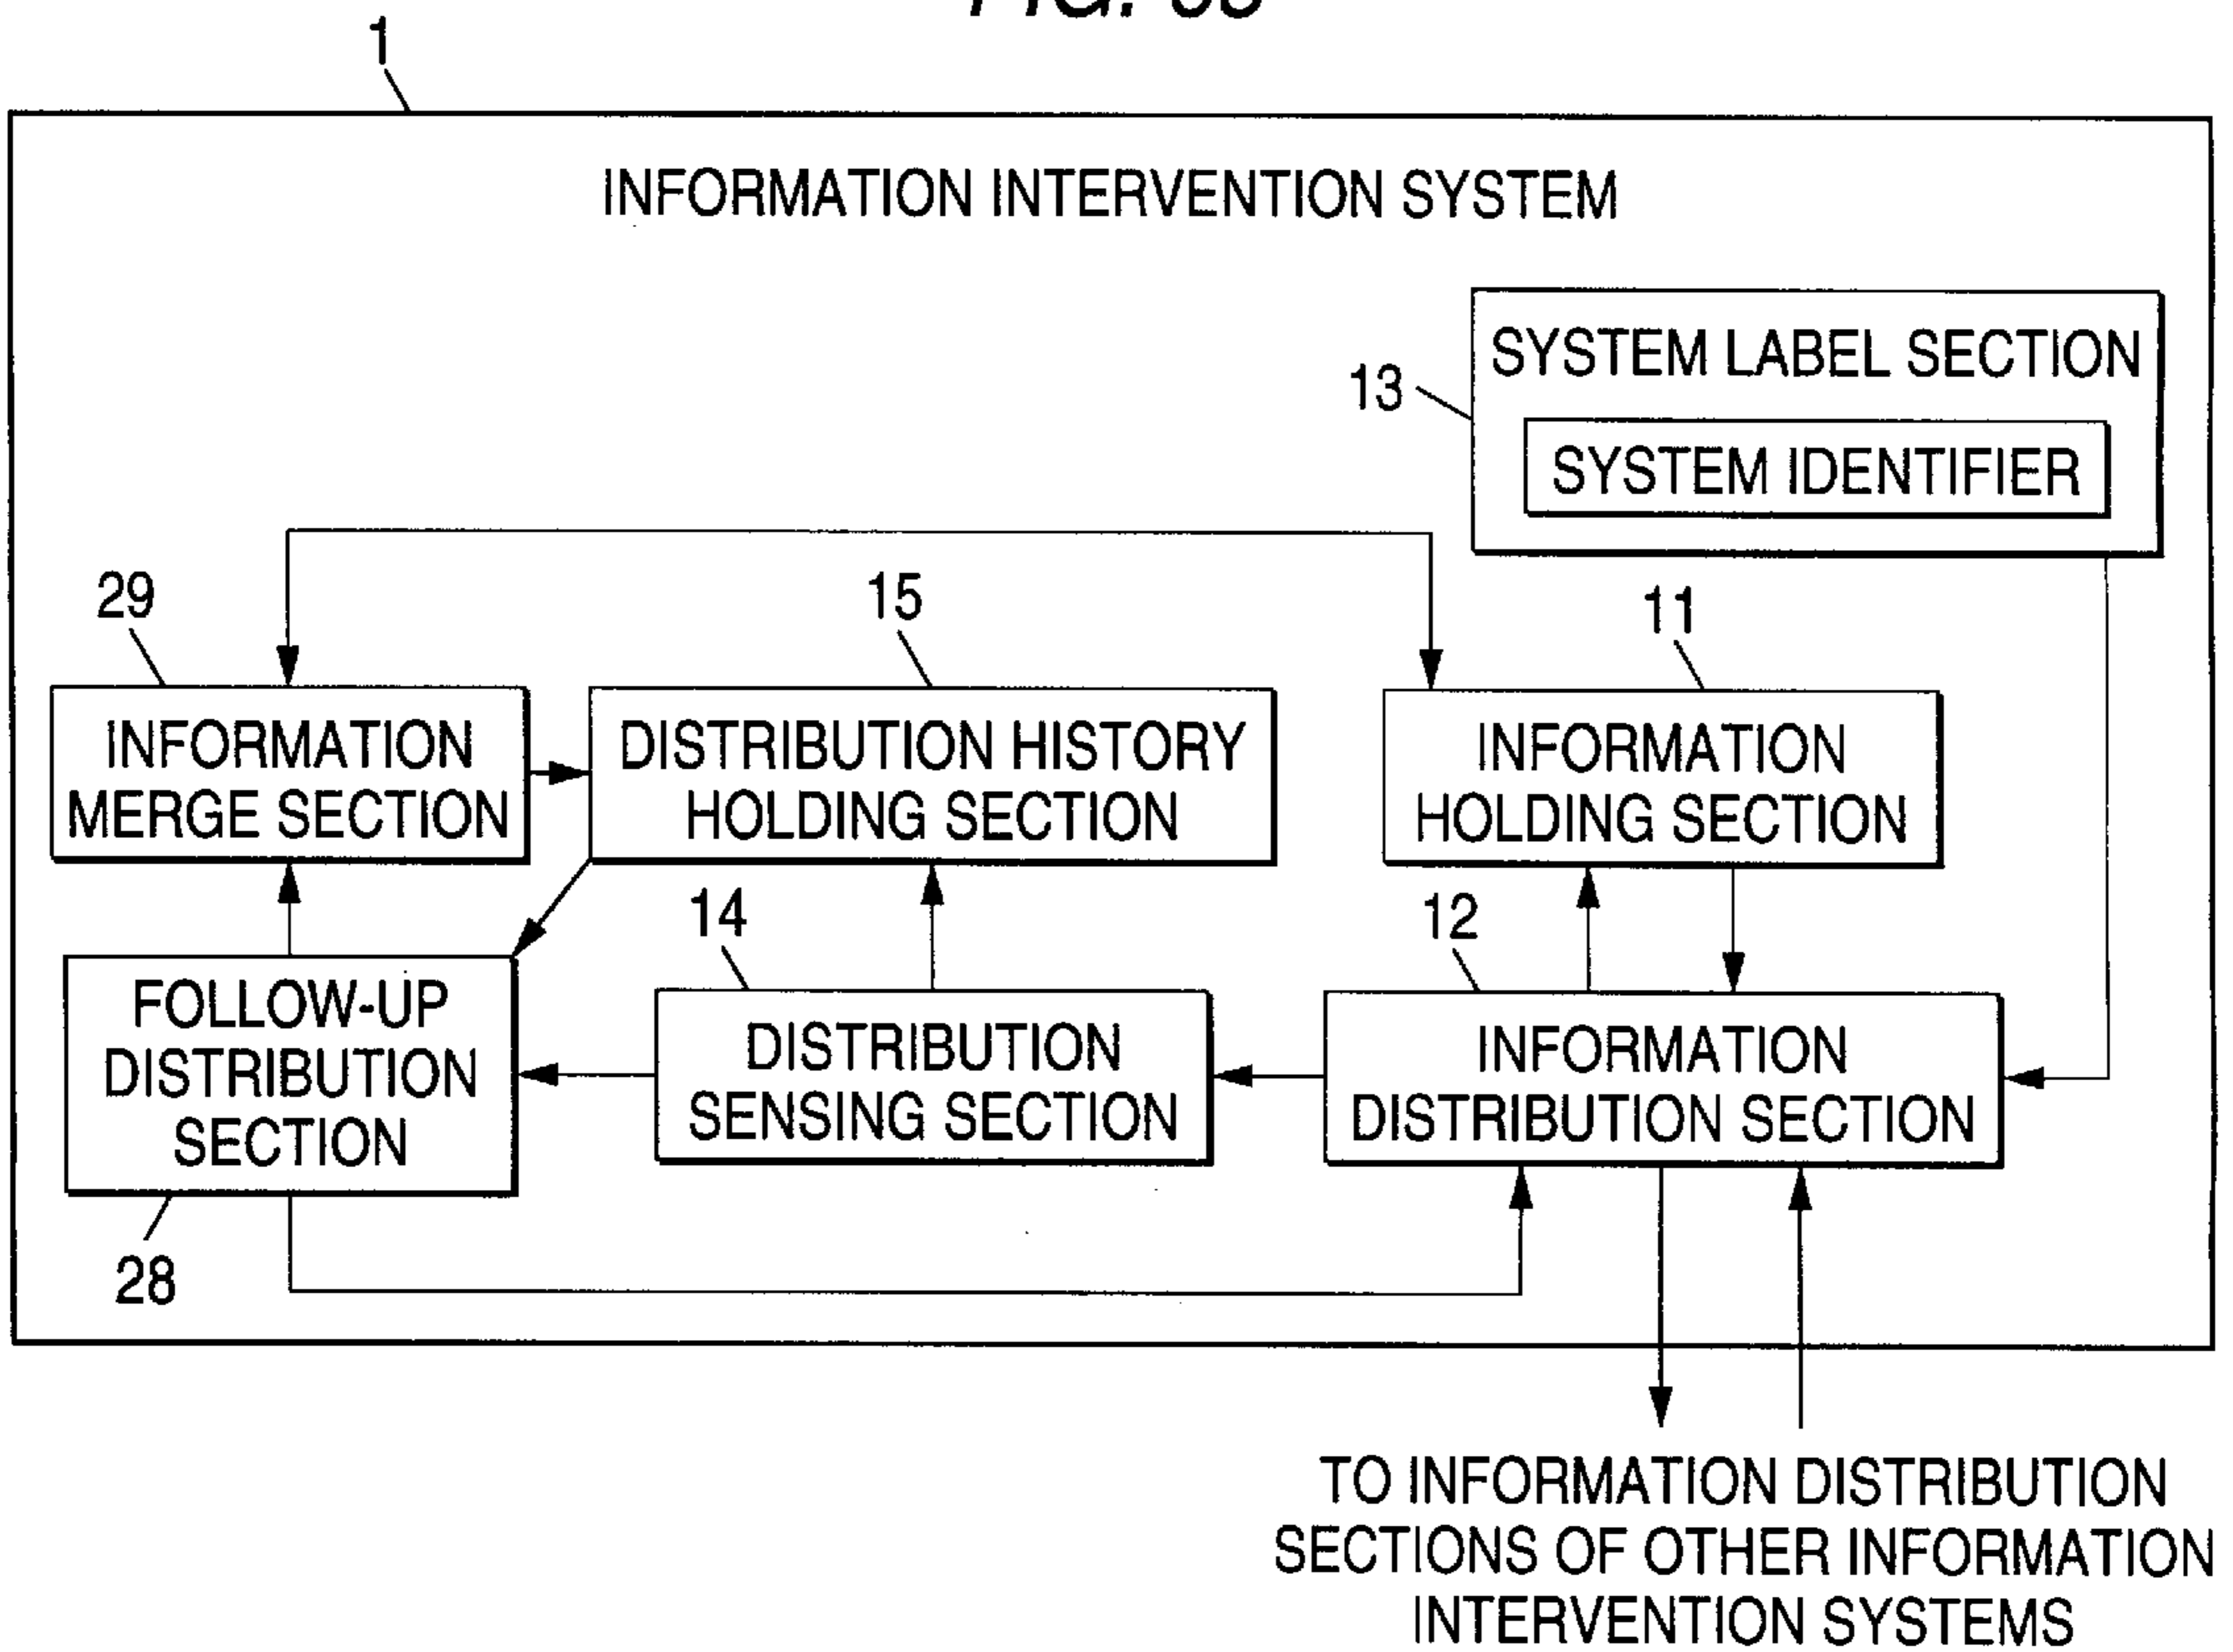 FIG.
1
INFORMATION INTERVENTION SYSTEM
SYSTEM LABEL SECTION
13
SYSTEM IDENTIFIER
29
15
11
INFORMATION
MERGE SECTION
DISTRIBUTION HISTORY
HOLDING SECTION
INFORMATION
HOLDING SECTION
14
12
FOLLOW-UP
DISTRIBUTION
SECTION
DISTRIBUTION
SENSING SECTION
INFORMATION
DISTRIBUTION SECTION
28
TO INFORMATION DISTRIBUTION
SECTIONS OF OTHER INFORMATION
INTERVENTION SYSTEMS